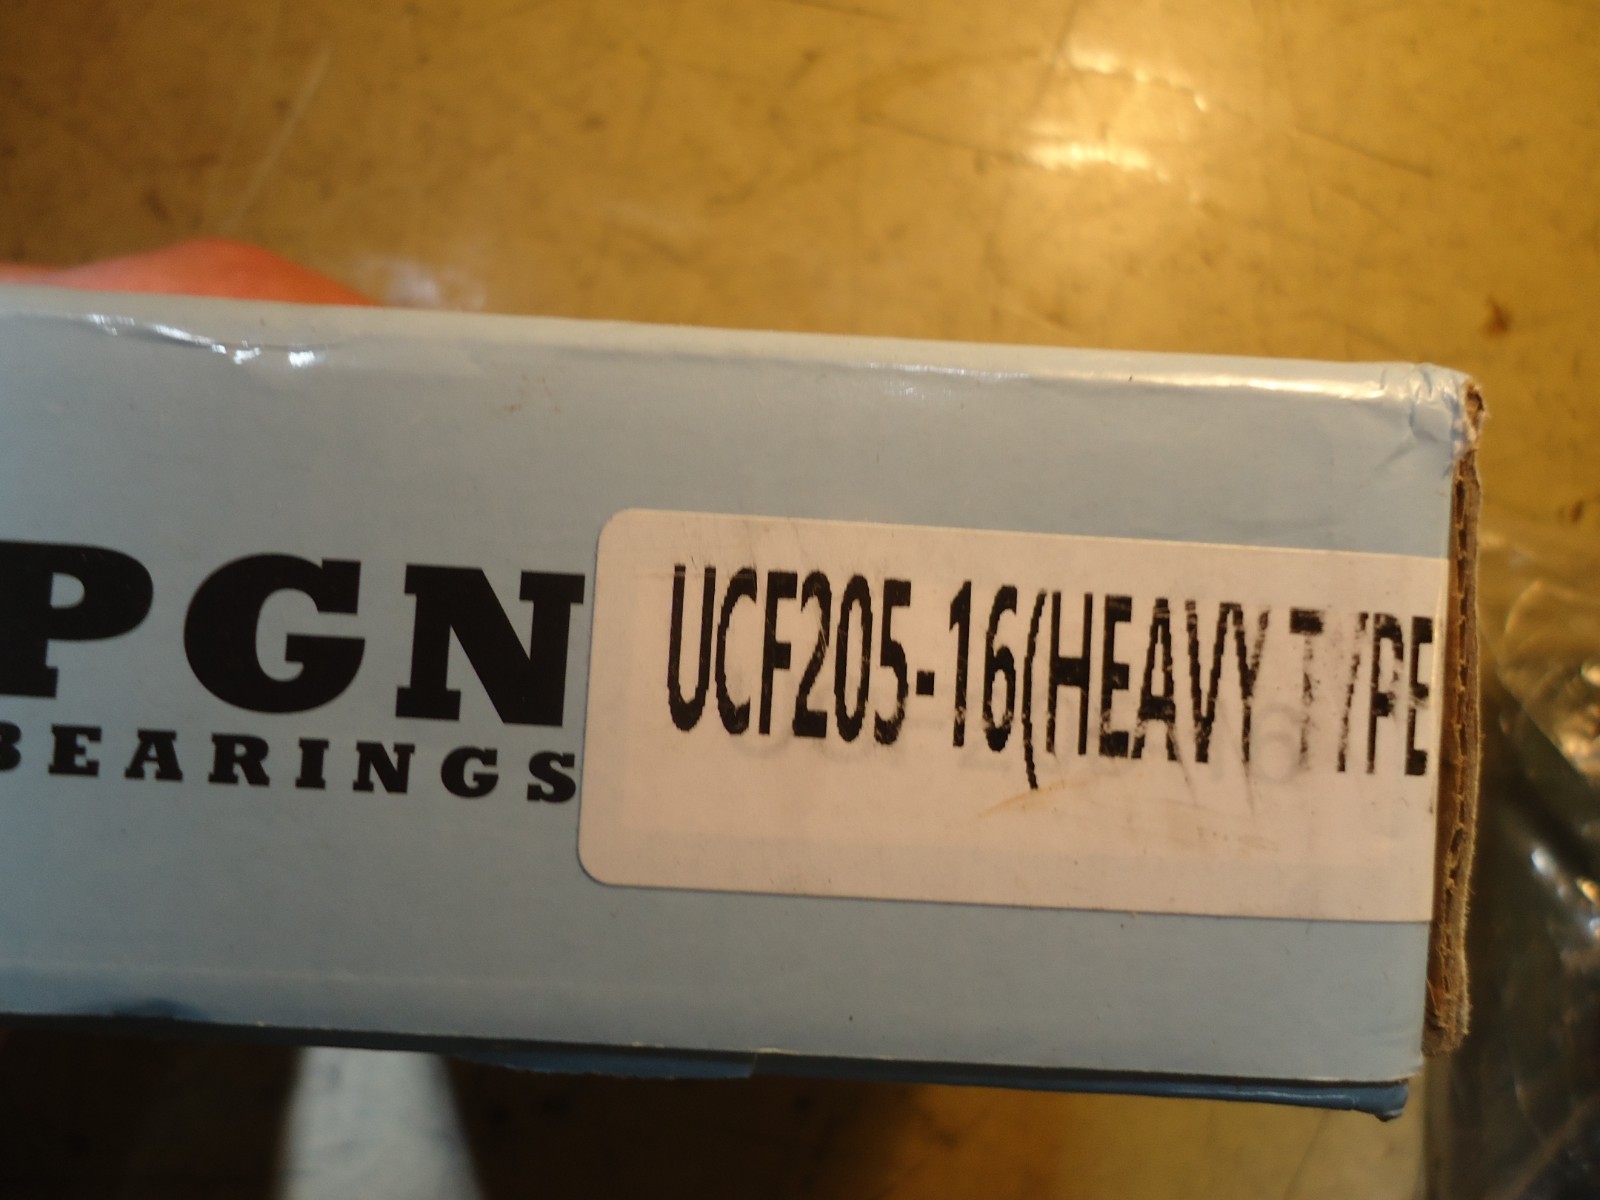 PGN
BEARINGS
UCF205-16(HEAVY TYPE